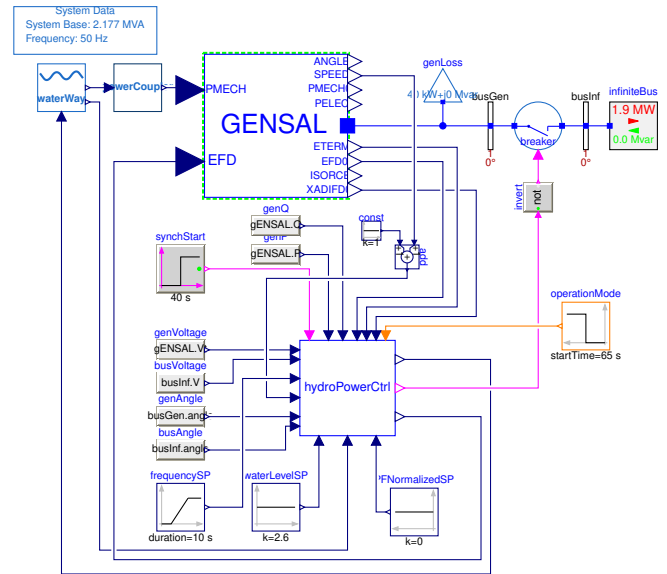 System Data
System Base: 2.177 MVA
Frequency: 50 Hz
waterWay
werCoup
PMECH
EFD
GENSAL
ANGLE
SPEED
PMECH0
PELEC
ETERM
EFD0
ISORCE
XADIFD
genLoss
kW+j0 Mvar
busGen
0°
breaker
busInf
0°
infiniteBus
1.9 MW
0.0 Mvar
invert
not
genQ
gENSAL.Q
gENSAL.P
const
k=1
add
synchStart
40 s
operationMode
startTime=65 s
genVoltage
gENSAL.V
busVoltage
busInf.V
genAngle
busGen.angle
busAngle
busInf.angle
hydroPowerCtrl
frequencySP
duration=10 s
waterLevelSP
k=2.6
FNormalizedSP
k=0